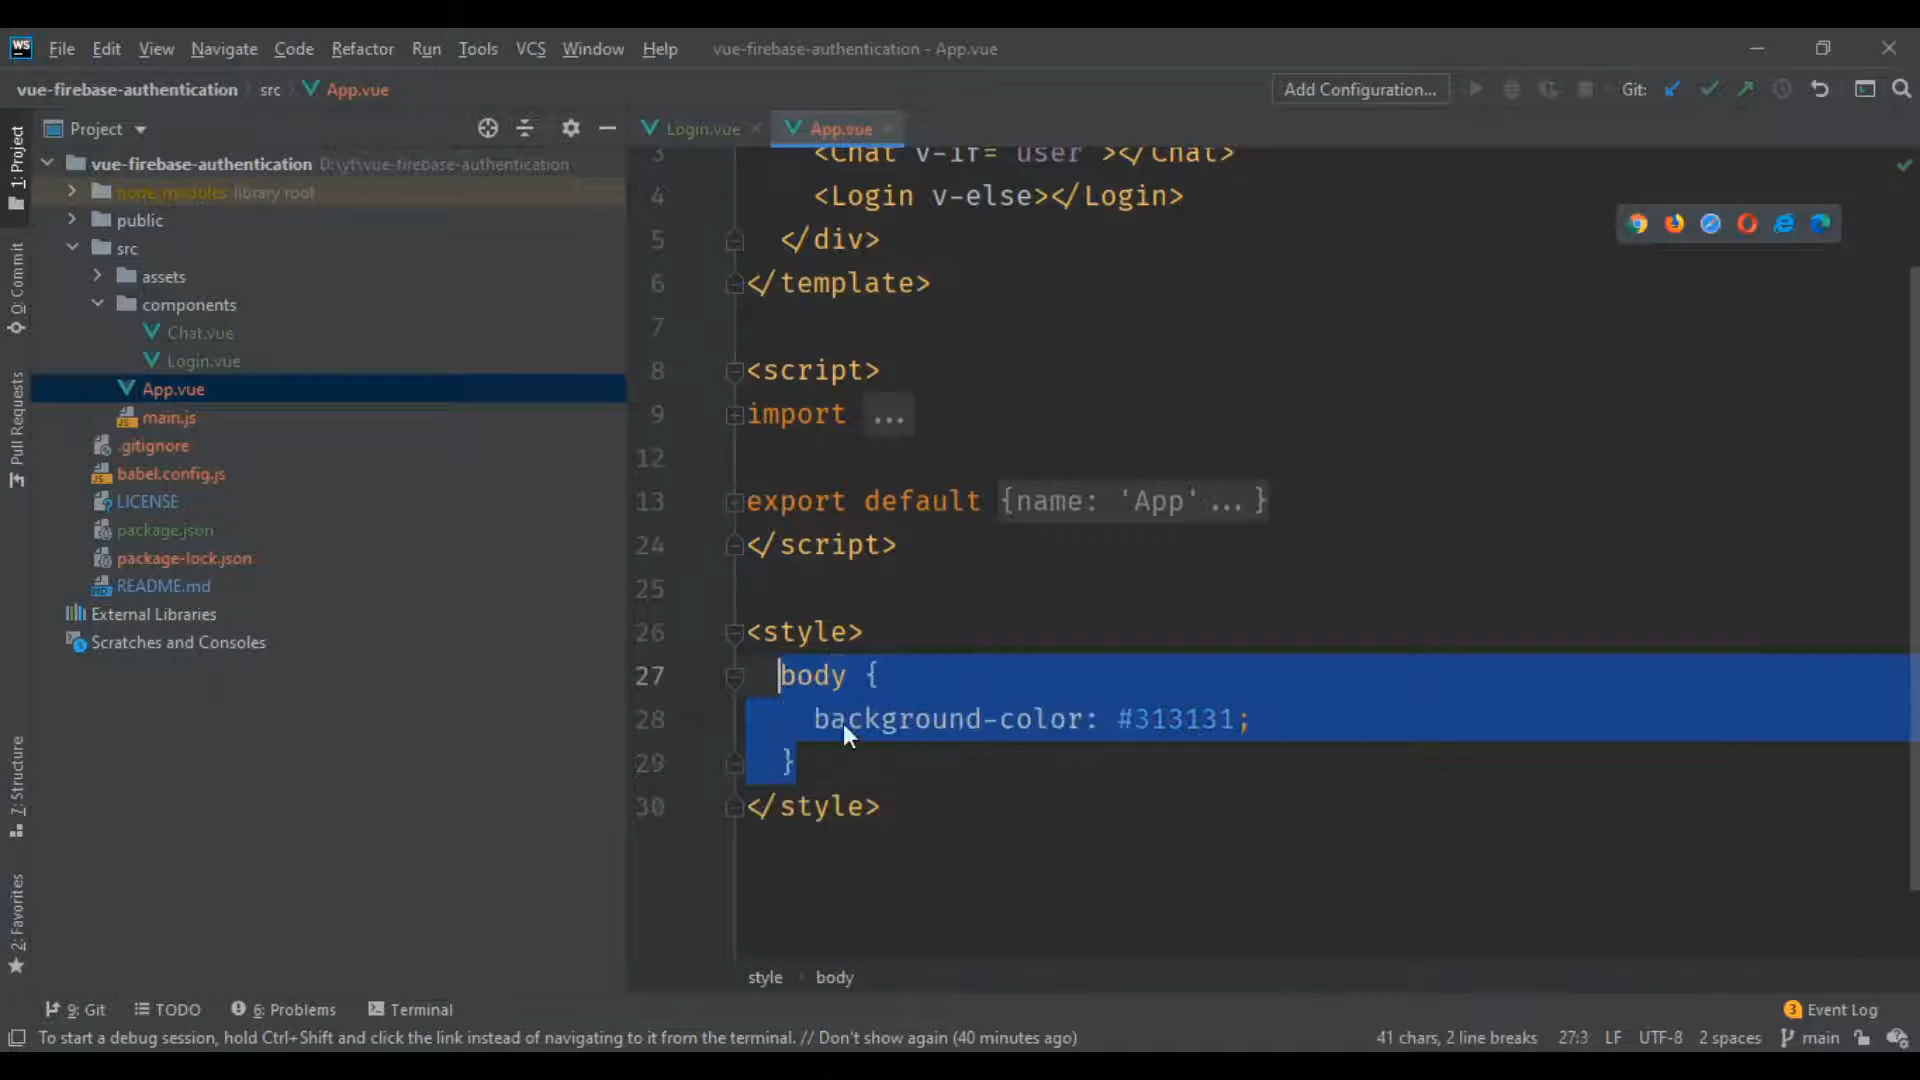 WS File Edit View Navigate Code Refactor Run Tools VCS Window Help vue-firebase-authentication - App.vue
vue-firebase-authentication src App.vue Add Configuration... Git:
1: Project
0: Commit
Pull Requests
7: Structure
2: Favorites
Project
vue-firebase-authentication D:\yt\vue-firebase-authentication
node_modules library root
public
src
assets
components
Chat.vue
Login.vue
App.vue
main.js
.gitignore
babel.config.js
LICENSE
package.json
package-lock.json
README.md
External Libraries
Scratches and Consoles
Login.vue App.vue
3 <Chat v-if="user"></Chat>
4 <Login v-else></Login>
5 </div>
6 </template>
7
8 <script>
9 import ...
12
13 export default {name: 'App'...}
24 </script>
25
26 <style>
27 body {
28 background-color: #313131;
29 }
30 </style>
style body
9: Git TODO 6: Problems Terminal 3 Event Log
To start a debug session, hold Ctrl+Shift and click the link instead of navigating to it from the terminal. // Don't show again (40 minutes ago) 41 chars, 2 line breaks 27:3 LF UTF-8 2 spaces main